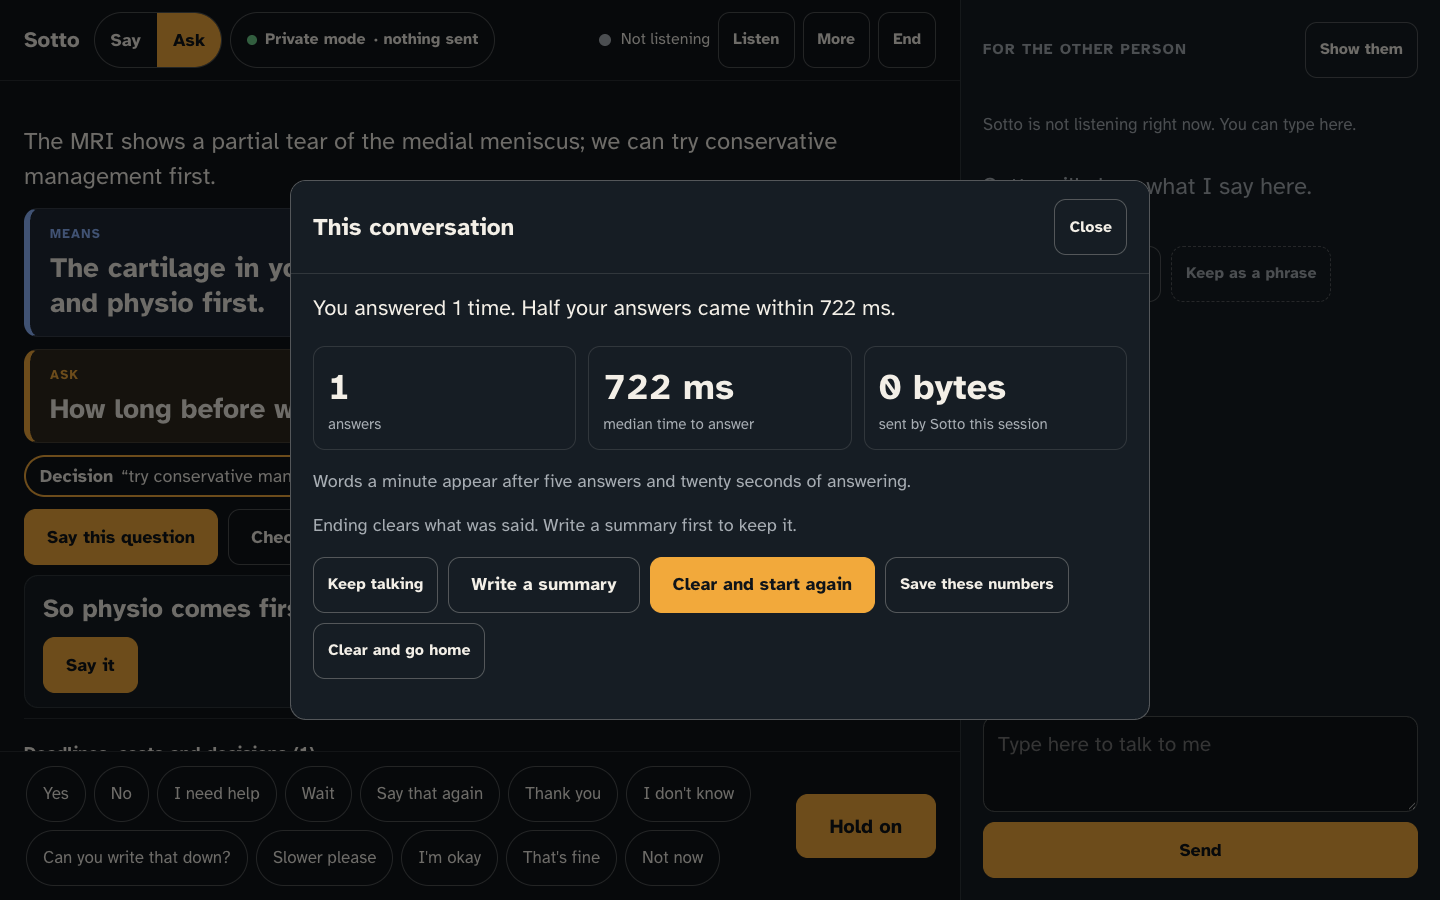 Sotto
Say
Ask
Private mode · nothing sent
Not listening
Listen
More
End
The MRI shows a partial tear of the medial meniscus; we can try conservative
management first.
MEANS
The cartilage in yo
and physio first.
ASK
How long before w
Decision "try conservative man
Say this question
Chec
So physio comes firs
Say it
Deadlines, costs and decisions (1)
Yes
No
I need help
Wait
Say that again
Thank you
I don't know
Can you write that down?
Slower please
I'm okay
That's fine
Not now
Hold on
This conversation
Close
You answered 1 time. Half your answers came within 722 ms.
1
answers
722 ms
median time to answer
0 bytes
sent by Sotto this session
Words a minute appear after five answers and twenty seconds of answering.
Ending clears what was said. Write a summary first to keep it.
Keep talking
Write a summary
Clear and start again
Save these numbers
Clear and go home
FOR THE OTHER PERSON
Show them
Sotto is not listening right now. You can type here.
what I say here.
Keep as a phrase
Type here to talk to me
Send